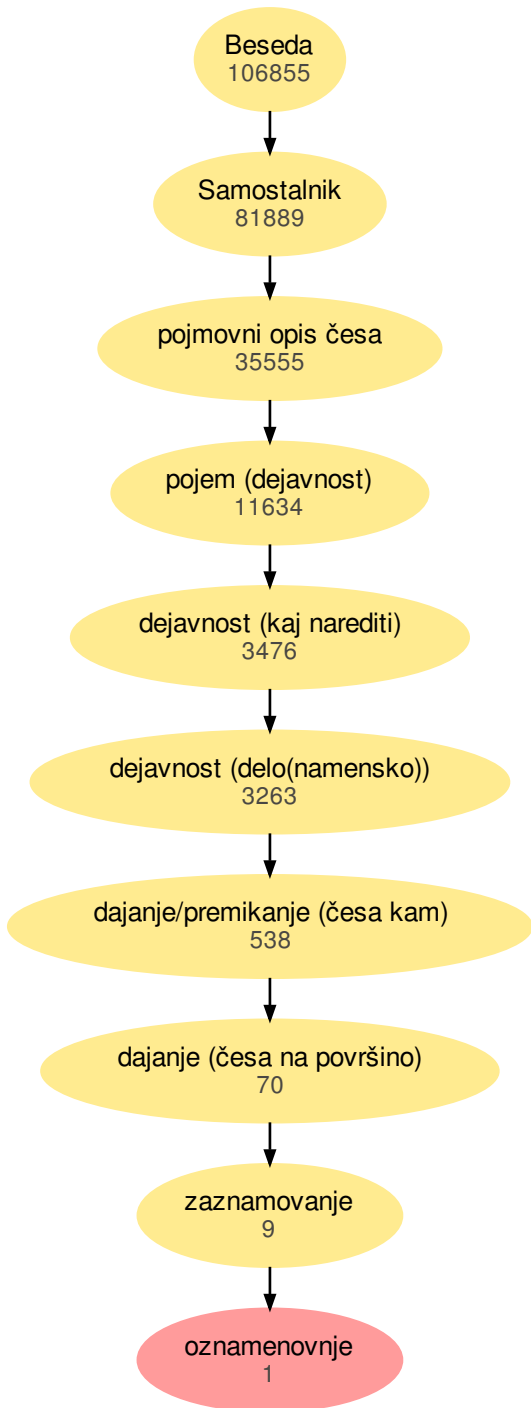 Beseda
106855
Samostalnik
81889
pojmovni opis česa
35555
pojem (dejavnost)
11634
dejavnost (kaj narediti)
3476
dejavnost (delo(namensko))
3263
dajanje/premikanje (česa kam)
538
dajanje (česa na površino)
70
zaznamovanje
9
oznamenovnje
1